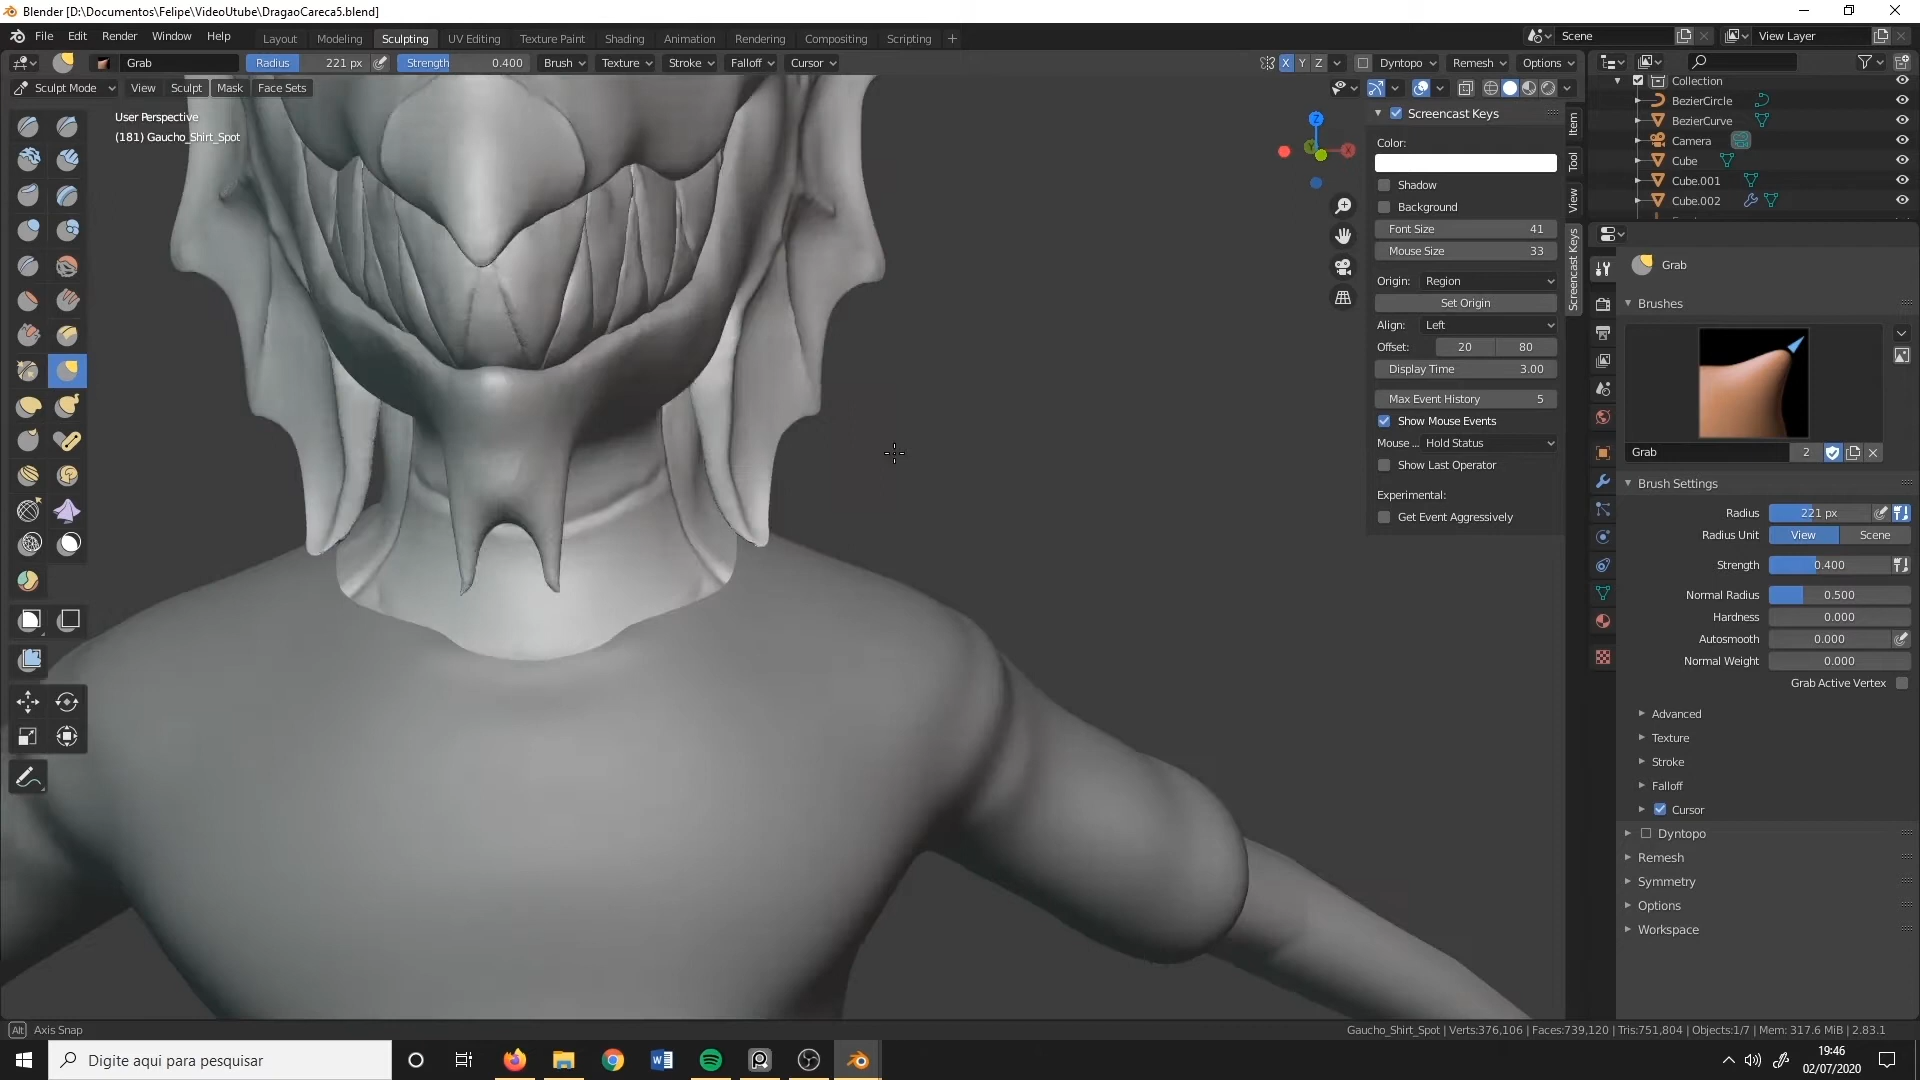 Blender [D:\Documentos\Felipe\VideoUtube\DragaoCareca5.blend]
File Edit Render Window Help
Layout Modeling Sculpting UV Editing Texture Paint Shading Animation Rendering Compositing Scripting
Scene View Layer
Grab Radius 221 px Strength 0.400 Brush Texture Stroke Falloff Cursor
X Y Z Dyntopo Remesh Options
Sculpt Mode View Sculpt Mask Face Sets
User Perspective
(181) Gaucho_Shirt_Spot
Screencast Keys
Color:
Shadow
Background
Font Size 41
Mouse Size 33
Origin: Region
Set Origin
Align: Left
Offset: 20 80
Display Time 3.00
Max Event History 5
Show Mouse Events
Mouse ... Hold Status
Show Last Operator
Experimental:
Get Event Aggressively
Item
Tool
View
Screencast Keys
Z
X
Y
Collection
BezierCircle
BezierCurve
Camera
Cube
Cube.001
Cube.002
Grab
Brushes
Grab 2
Brush Settings
Radius 221 px
Radius Unit View Scene
Strength 0.400
Normal Radius 0.500
Hardness 0.000
Autosmooth 0.000
Normal Weight 0.000
Grab Active Vertex
Advanced
Texture
Stroke
Falloff
Cursor
Dyntopo
Remesh
Symmetry
Options
Workspace
Alt Axis Snap
Gaucho_Shirt_Spot | Verts:376,106 | Faces:739,120 | Tris:751,804 | Objects:1/7 | Mem: 317.6 MiB | 2.83.1
Digite aqui para pesquisar
19:46
02/07/2020